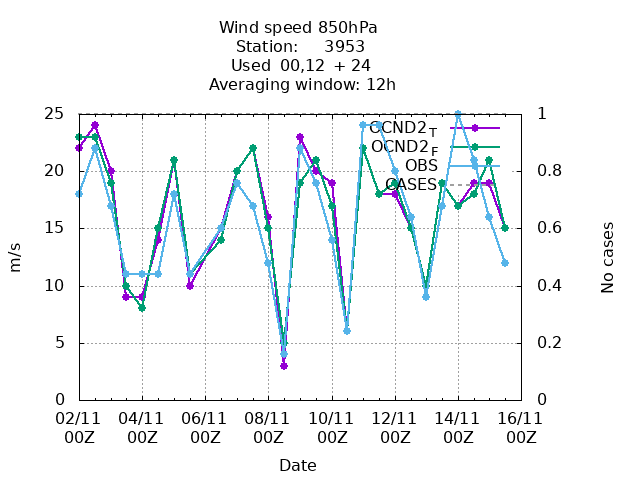 Wind speed 850hPa
Station: 3953
Used 00,12 + 24
Averaging window: 12h
25 1
CCND2 T
20 0.8
OCND2 F
15 0.6
OBS
10 0.4
CASES
5 0.2
0 0
m/s
No cases
02/11 04/11 06/11 08/11 10/11 12/11 14/11 16/11
00Z 00Z 00Z 00Z 00Z 00Z 00Z 00Z
Date